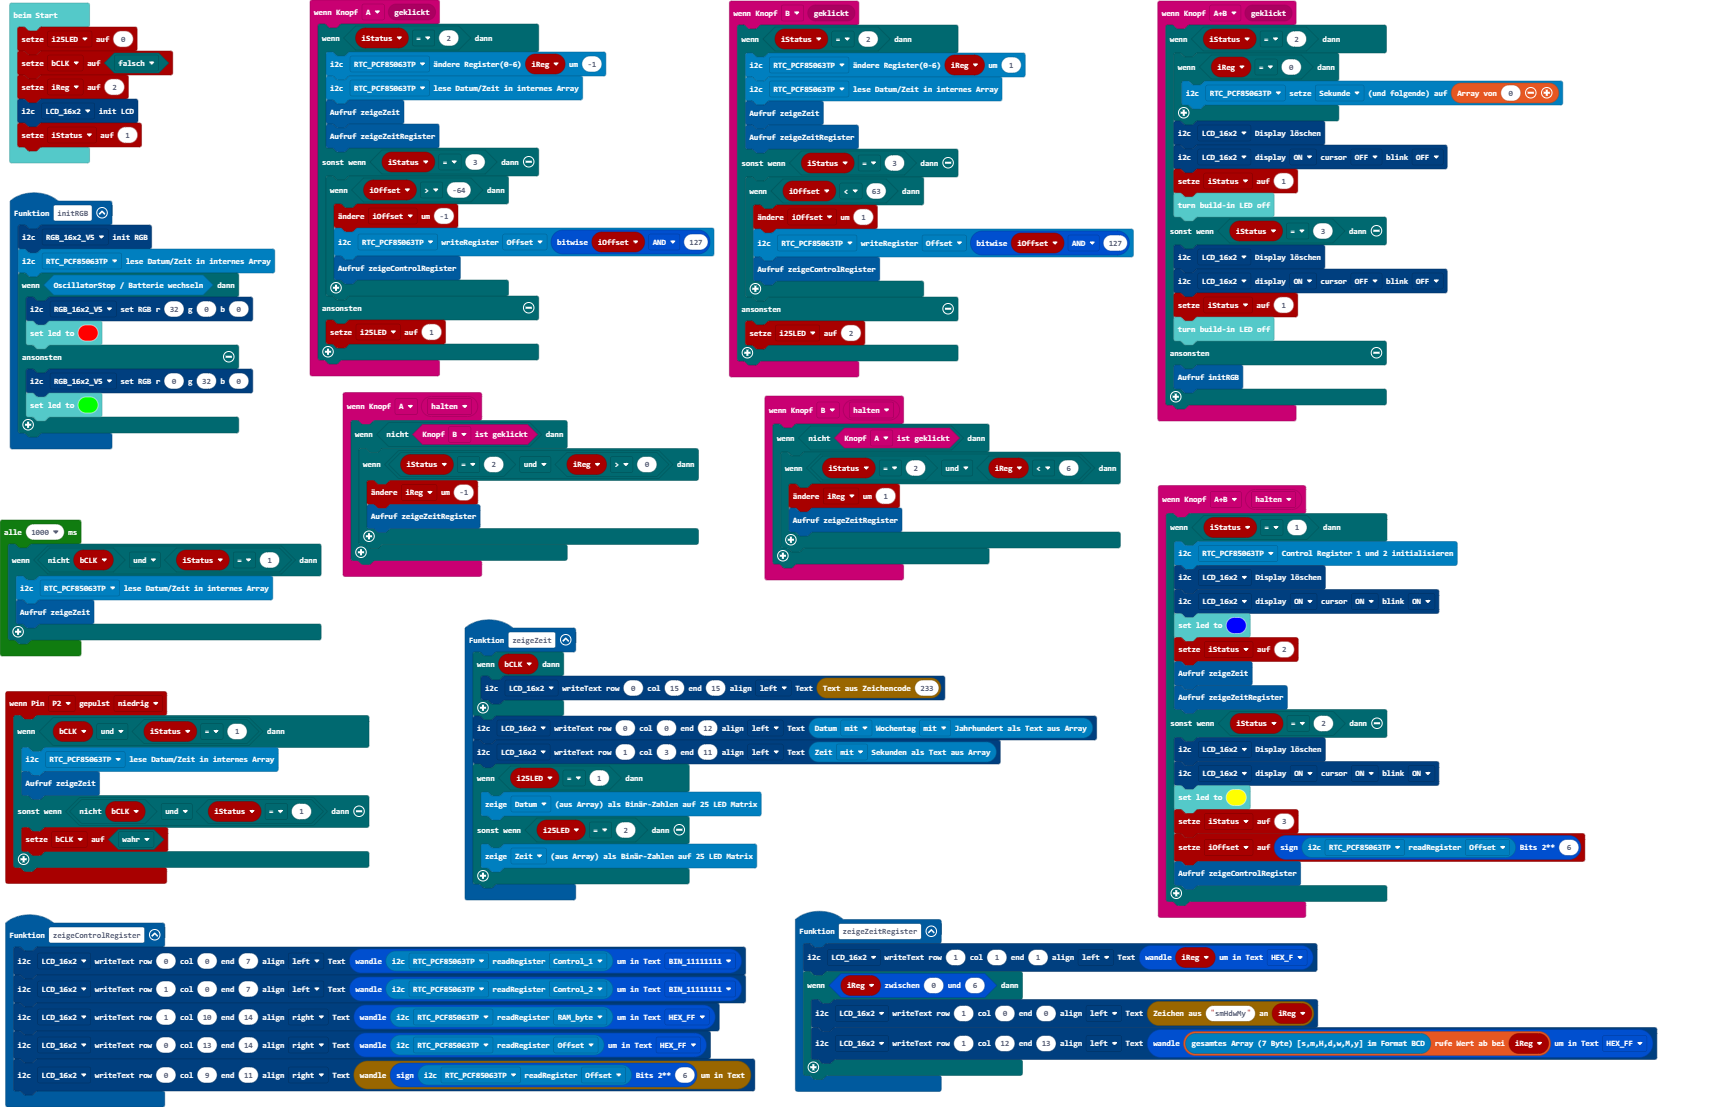 beim Start
setze i25LED auf 0
setze bCLK auf falsch
setze iReg auf 2
i2c LCD_16x2 init LCD
setze iStatus auf 1
Funktion initRGB
i2c RGB_16x2_V5 init RGB
i2c RTC_PCF85063TP lese Datum/Zeit in internes Array
wenn OscillatorStop / Batterie wechseln dann
i2c RGB_16x2_V5 set RGB r 32 g 0 b 0
set led to
ansonsten
i2c RGB_16x2_V5 set RGB r 0 g 32 b 0
set led to
alle 1000 ms
wenn nicht bCLK und iStatus = 1 dann
i2c RTC_PCF85063TP lese Datum/Zeit in internes Array
Aufruf zeigeZeit
wenn Pin P2 gepulst niedrig
wenn bCLK und iStatus = 1 dann
i2c RTC_PCF85063TP lese Datum/Zeit in internes Array
Aufruf zeigeZeit
sonst wenn nicht bCLK und iStatus = 1 dann
setze bCLK auf wahr
wenn Knopf A geklickt
wenn iStatus = 2 dann
i2c RTC_PCF85063TP ändere Register(0-6) iReg um -1
i2c RTC_PCF85063TP lese Datum/Zeit in internes Array
Aufruf zeigeZeit
Aufruf zeigeZeitRegister
sonst wenn iStatus = 3 dann
wenn iOffset > -64 dann
ändere iOffset um -1
i2c RTC_PCF85063TP writeRegister Offset bitwise iOffset AND 127
Aufruf zeigeControlRegister
ansonsten
setze i25LED auf 1
wenn Knopf A halten
wenn nicht Knopf B ist geklickt dann
wenn iStatus = 2 und iReg > 0 dann
ändere iReg um -1
Aufruf zeigeZeitRegister
wenn Knopf B geklickt
wenn iStatus = 2 dann
i2c RTC_PCF85063TP ändere Register(0-6) iReg um 1
i2c RTC_PCF85063TP lese Datum/Zeit in internes Array
Aufruf zeigeZeit
Aufruf zeigeZeitRegister
sonst wenn iStatus = 3 dann
wenn iOffset < 63 dann
ändere iOffset um 1
i2c RTC_PCF85063TP writeRegister Offset bitwise iOffset AND 127
Aufruf zeigeControlRegister
ansonsten
setze i25LED auf 2
wenn Knopf B halten
wenn nicht Knopf A ist geklickt dann
wenn iStatus = 2 und iReg < 6 dann
ändere iReg um 1
Aufruf zeigeZeitRegister
Funktion zeigeZeit
wenn bCLK dann
i2c LCD_16x2 writeText row 0 col 15 end 15 align left Text Text aus Zeichencode 233
i2c LCD_16x2 writeText row 0 col 0 end 12 align left Text Datum mit Wochentag mit Jahrhundert als Text aus Array
i2c LCD_16x2 writeText row 1 col 3 end 11 align left Text Zeit mit Sekunden als Text aus Array
wenn i25LED = 1 dann
zeige Datum (aus Array) als Binär-Zahlen auf 25 LED Matrix
sonst wenn i25LED = 2 dann
zeige Zeit (aus Array) als Binär-Zahlen auf 25 LED Matrix
wenn Knopf A+B geklickt
wenn iStatus = 2 dann
wenn iReg = 0 dann
i2c RTC_PCF85063TP setze Sekunde (und folgende) auf Array von 0
i2c LCD_16x2 Display löschen
i2c LCD_16x2 display ON cursor OFF blink OFF
setze iStatus auf 1
turn build-in LED off
sonst wenn iStatus = 3 dann
i2c LCD_16x2 Display löschen
i2c LCD_16x2 display ON cursor OFF blink OFF
setze iStatus auf 1
turn build-in LED off
ansonsten
Aufruf initRGB
wenn Knopf A+B halten
wenn iStatus = 1 dann
i2c RTC_PCF85063TP Control Register 1 und 2 initialisieren
i2c LCD_16x2 Display löschen
i2c LCD_16x2 display ON cursor ON blink ON
set led to
setze iStatus auf 2
Aufruf zeigeZeit
Aufruf zeigeZeitRegister
sonst wenn iStatus = 2 dann
i2c LCD_16x2 Display löschen
i2c LCD_16x2 display ON cursor ON blink ON
set led to
setze iStatus auf 3
setze iOffset auf sign i2c RTC_PCF85063TP readRegister Offset Bits 2** 6
Aufruf zeigeControlRegister
Funktion zeigeControlRegister
i2c LCD_16x2 writeText row 0 col 0 end 7 align left Text wandle i2c RTC_PCF85063TP readRegister Control_1 um in Text BIN_11111111
i2c LCD_16x2 writeText row 1 col 0 end 7 align left Text wandle i2c RTC_PCF85063TP readRegister Control_2 um in Text BIN_11111111
i2c LCD_16x2 writeText row 1 col 10 end 14 align right Text wandle i2c RTC_PCF85063TP readRegister RAM_byte um in Text HEX_FF
i2c LCD_16x2 writeText row 0 col 13 end 14 align right Text wandle i2c RTC_PCF85063TP readRegister Offset um in Text HEX_FF
i2c LCD_16x2 writeText row 0 col 9 end 11 align right Text wandle sign i2c RTC_PCF85063TP readRegister Offset Bits 2** 6 um in Text
Funktion zeigeZeitRegister
i2c LCD_16x2 writeText row 1 col 1 end 1 align left Text wandle iReg um in Text HEX_F
wenn iReg zwischen 0 und 6 dann
i2c LCD_16x2 writeText row 1 col 0 end 0 align left Text Zeichen aus "smHdwMy" an iReg
i2c LCD_16x2 writeText row 1 col 12 end 13 align left Text wandle gesamtes Array (7 Byte) [s,m,H,d,w,M,y] im Format BCD rufe Wert ab bei iReg um in Text HEX_FF